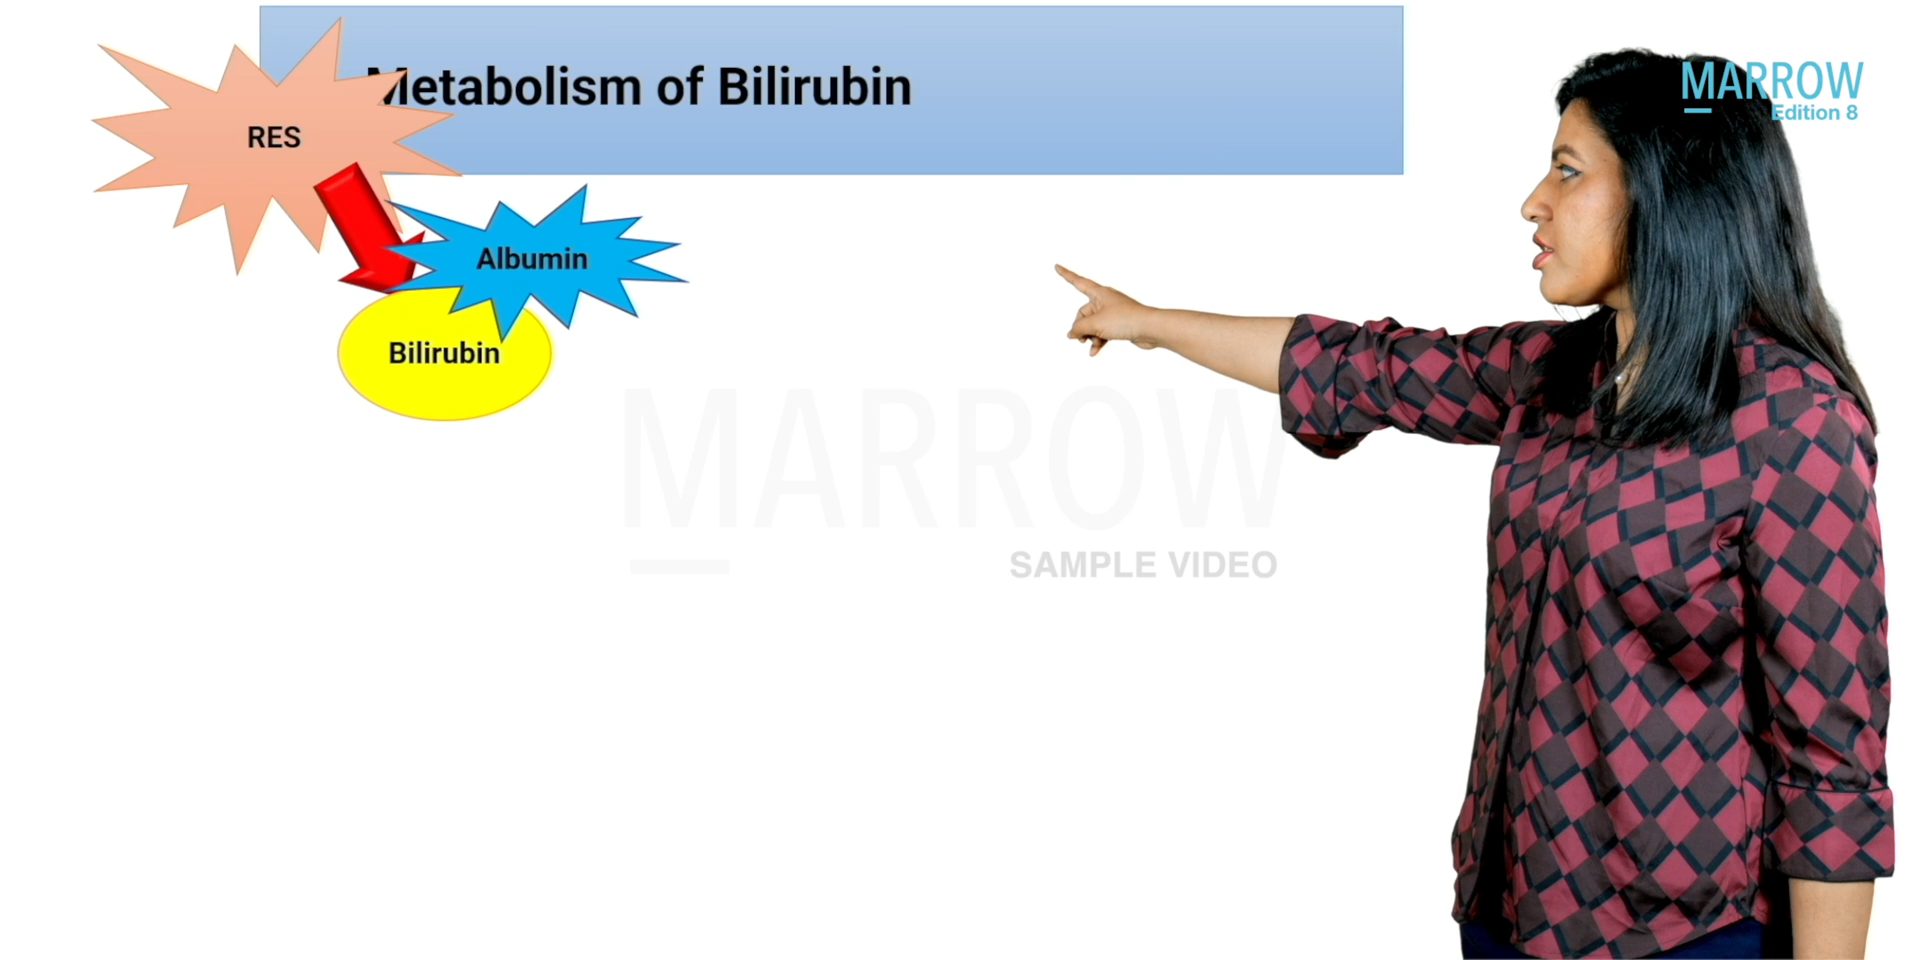 Metabolism of Bilirubin
MARROW
Edition 8
RES
Albumin
Bilirubin
MARROW
SAMPLE VIDEO